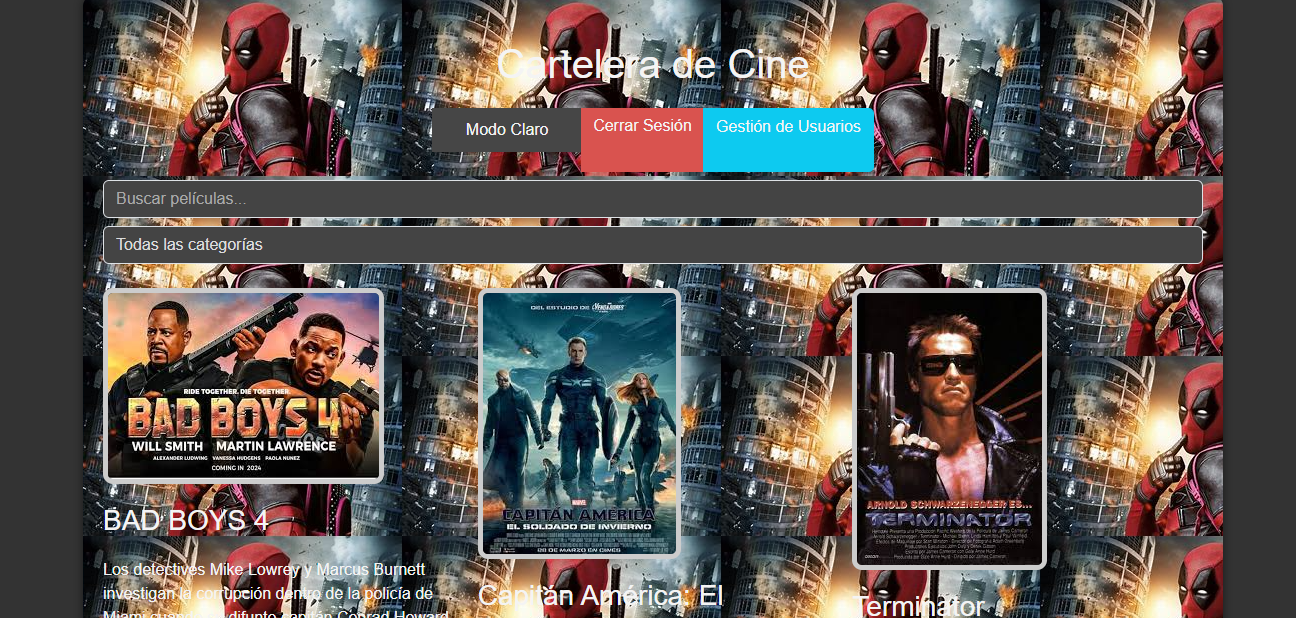 Cartelera de Cine
Modo Claro
Cerrar Sesión
Gestión de Usuarios
Buscar películas...
Todas las categorías
RIDE TOGETHER. DIE TOGETHER.
BAD BOYS 4
WILL SMITH MARTIN LAWRENCE
ALEXANDER LUDWIG VANESSA HUDGENS PAOLA NUNEZ
COMING IN 2024
BAD BOYS 4
Los detectives Mike Lowrey y Marcus Burnett
investigan la corrupción dentro de la policía de
DEL ESTUDIO DE
MARVEL
CAPITÁN AMÉRICA
EL SOLDADO DE INVIERNO
28 DE MARZO EN CINES
Capitán América: El
ARNOLD SCHWARZENEGGER ES...
TERMINATOR
Terminator